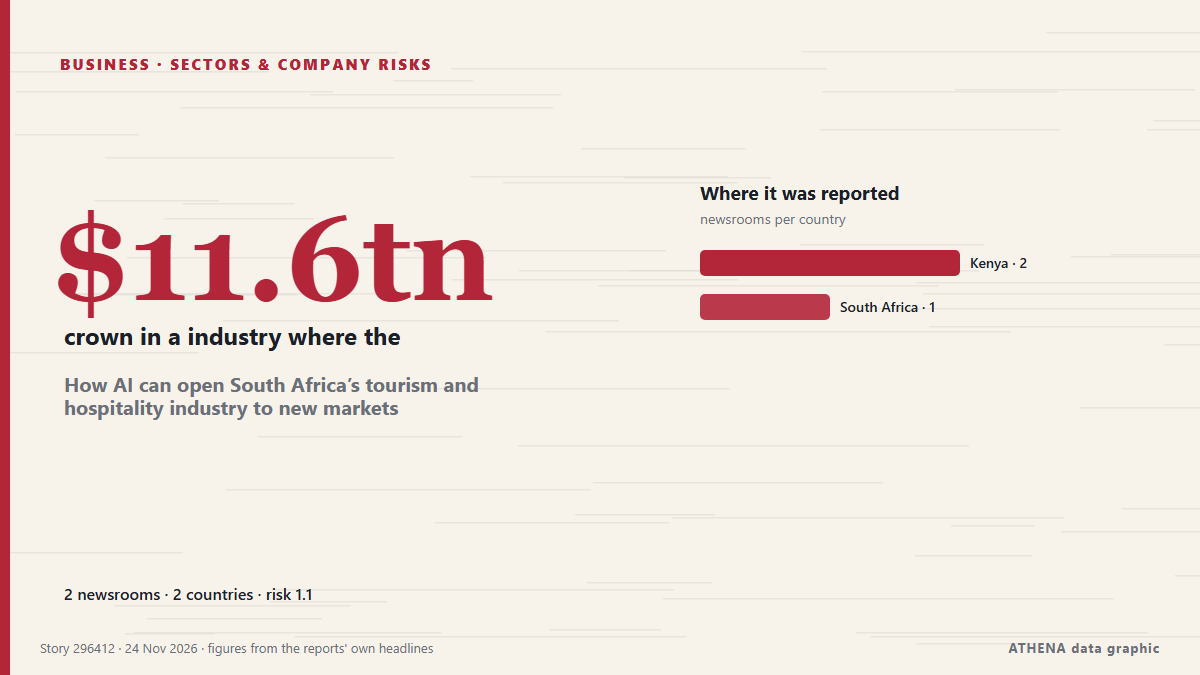 BUSINESS · SECTORS & COMPANY RISKS
$11.6tn
crown in a industry where the
How AI can open South Africa’s tourism and
hospitality industry to new markets
Where it was reported
newsrooms per country
Kenya · 2
South Africa · 1
2 newsrooms · 2 countries · risk 1.1
Story 296412 · 24 Nov 2026 · figures from the reports' own headlines
ATHENA data graphic